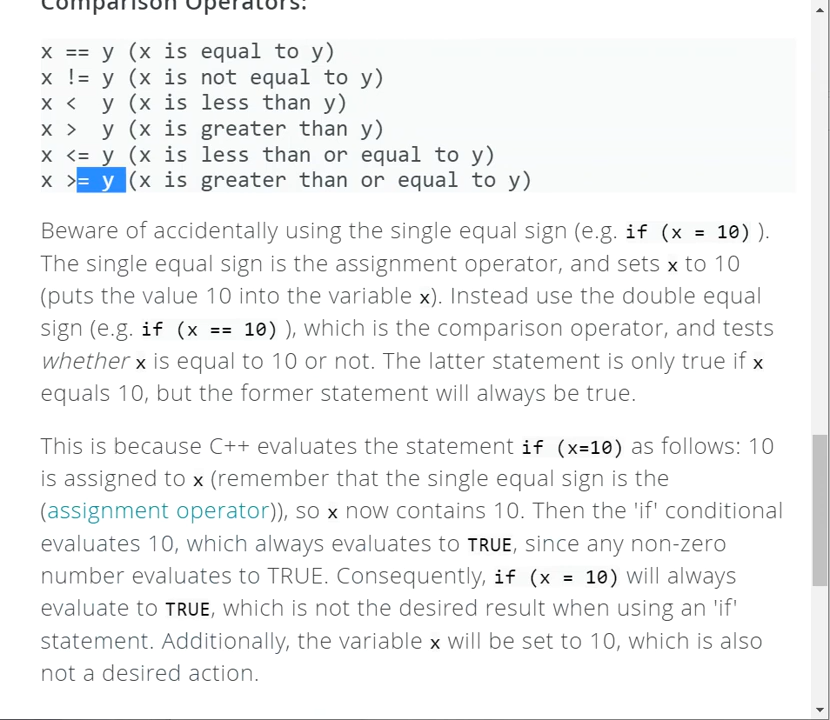 Comparison Operators:
x == y (x is equal to y)
x != y (x is not equal to y)
x <  y (x is less than y)
x >  y (x is greater than y)
x <= y (x is less than or equal to y)
x >= y (x is greater than or equal to y)
Beware of accidentally using the single equal sign (e.g. if (x = 10) ).
The single equal sign is the assignment operator, and sets x to 10
(puts the value 10 into the variable x). Instead use the double equal
sign (e.g. if (x == 10) ), which is the comparison operator, and tests
whether x is equal to 10 or not. The latter statement is only true if x
equals 10, but the former statement will always be true.
This is because C++ evaluates the statement if (x=10) as follows: 10
is assigned to x (remember that the single equal sign is the
(assignment operator)), so x now contains 10. Then the 'if' conditional
evaluates 10, which always evaluates to TRUE, since any non-zero
number evaluates to TRUE. Consequently, if (x = 10) will always
evaluate to TRUE, which is not the desired result when using an 'if'
statement. Additionally, the variable x will be set to 10, which is also
not a desired action.